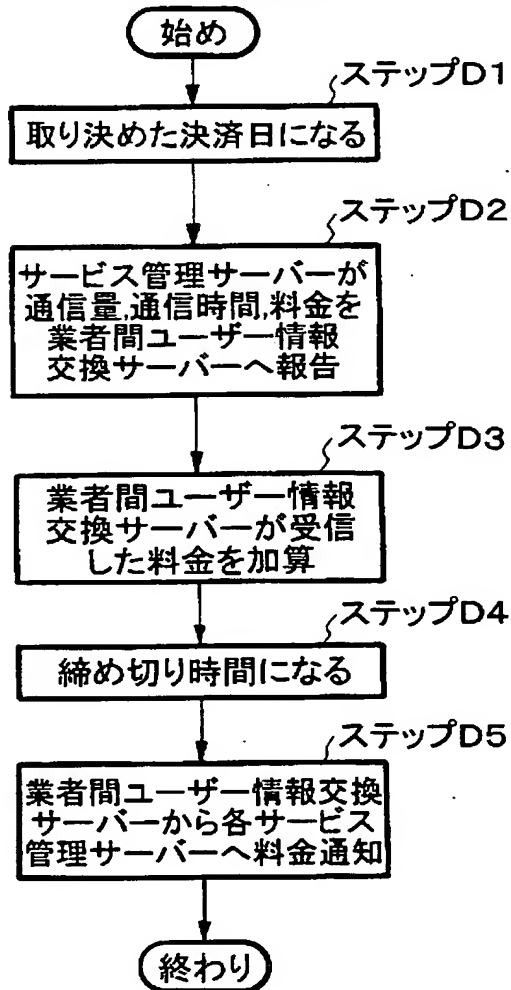 始め
ステップD1
取り決めた決済日になる
ステップD2
サービス管理サーバーが
通信量,通信時間,料金を
業者間ユーザー情報
交換サーバーへ報告
ステップD3
業者間ユーザー情報
交換サーバーが受信
した料金を加算
ステップD4
締め切り時間になる
ステップD5
業者間ユーザー情報交換
サーバーから各サービス
管理サーバーへ料金通知
終わり